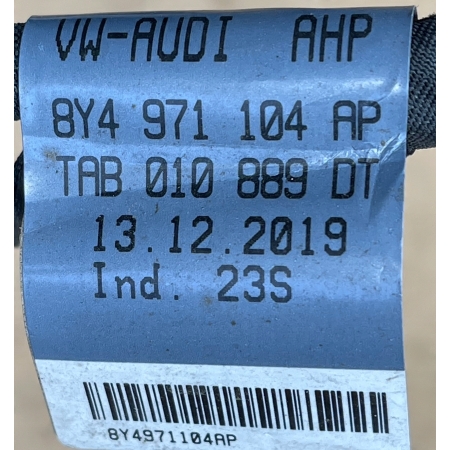 VW-AUDI AHP
8Y4 971 104 AP
TAB 010 889 DT
13.12.2019
Ind. 23S
8Y4971104AP